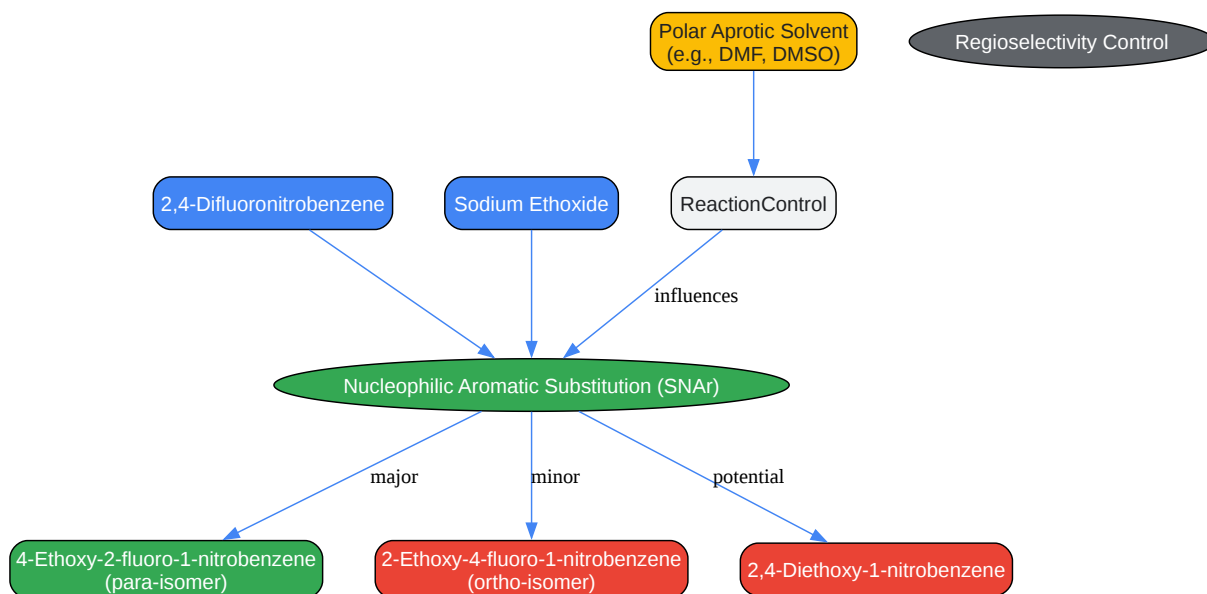 Polar Aprotic Solvent
(e.g., DMF, DMSO)
Regioselectivity Control
2,4-Difluoronitrobenzene
Sodium Ethoxide
ReactionControl
influences
Nucleophilic Aromatic Substitution (SNAr)
major
minor
potential
4-Ethoxy-2-fluoro-1-nitrobenzene
(para-isomer)
2-Ethoxy-4-fluoro-1-nitrobenzene
(ortho-isomer)
2,4-Diethoxy-1-nitrobenzene